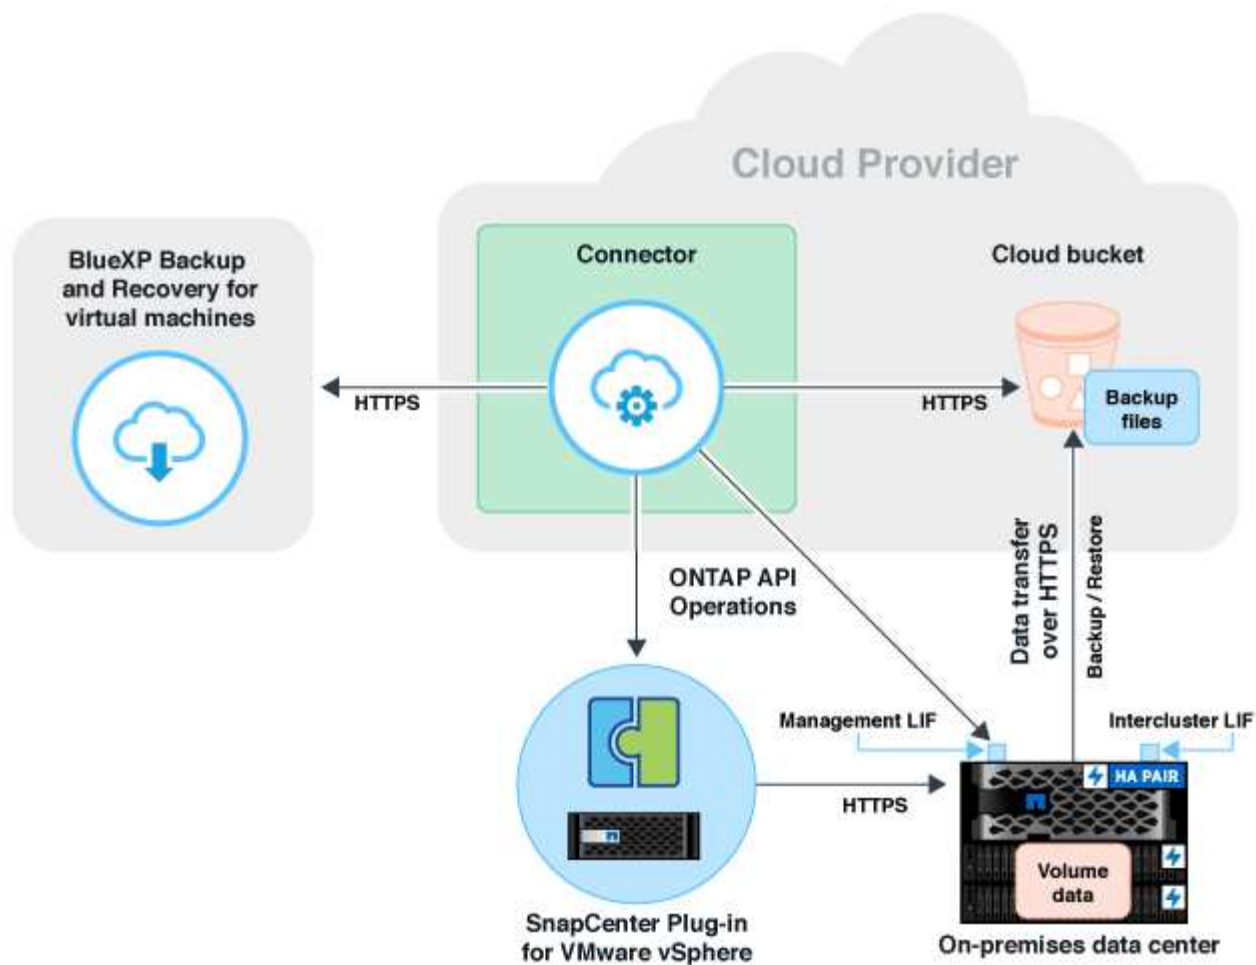 Cloud Provider
BlueXP Backup
and Recovery for
virtual machines
Connector
Cloud bucket
HTTPS
HTTPS
Backup
files
ONTAP API
Operations
Data transfer
over HTTPS
Backup / Restore
Management LIF
Intercluster LIF
HA PAIR
HTTPS
Volume
data
SnapCenter Plug-in
for VMware vSphere
On-premises data center